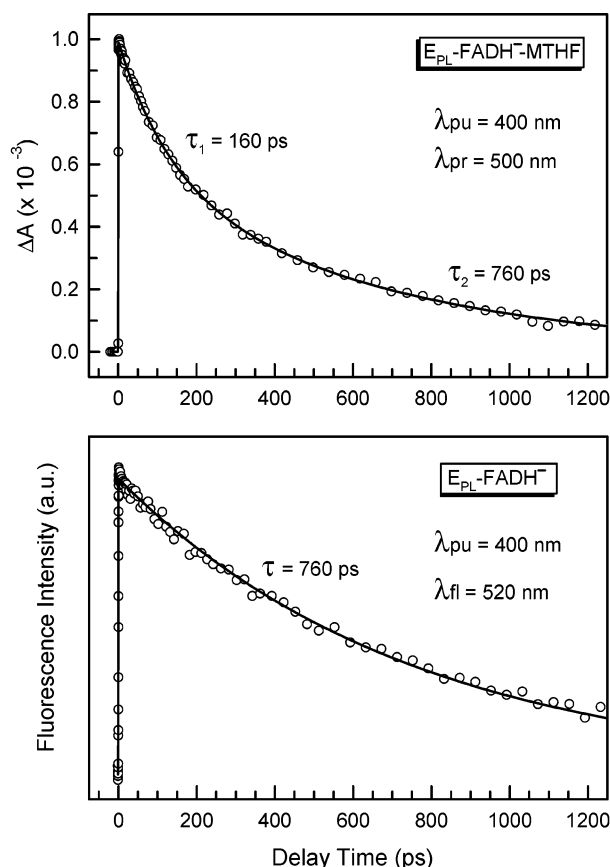 E_PL-FADH⁻-MTHF
λpu = 400 nm
λpr = 500 nm
τ₁ = 160 ps
τ₂ = 760 ps
ΔA (x 10⁻³)
1.0
0.8
0.6
0.4
0.2
0.0
0 200 400 600 800 1000 1200
E_PL-FADH⁻
λpu = 400 nm
λfl = 520 nm
τ = 760 ps
Fluorescence Intensity (a.u.)
0 200 400 600 800 1000 1200
Delay Time (ps)